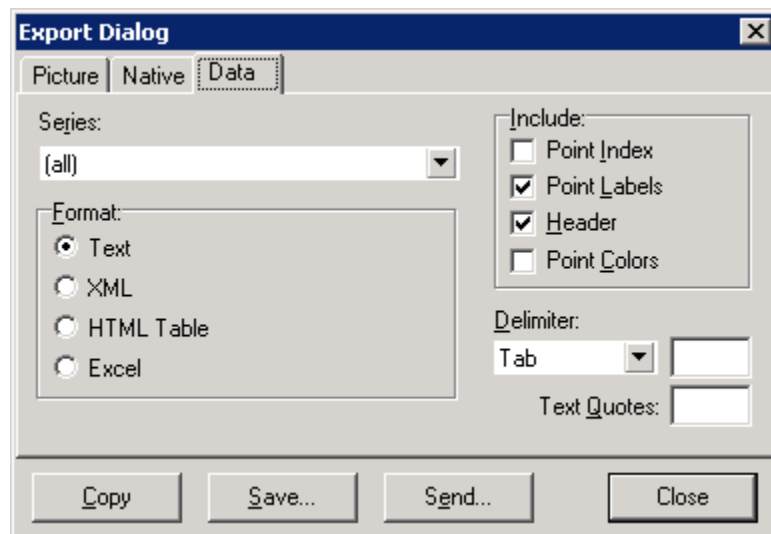 Export Dialog
Picture Native Data
Series:
(all)
Format:
Text
XML
HTML Table
Excel
Include:
Point Index
Point Labels
Header
Point Colors
Delimiter:
Tab
Text Quotes:
Copy Save... Send... Close